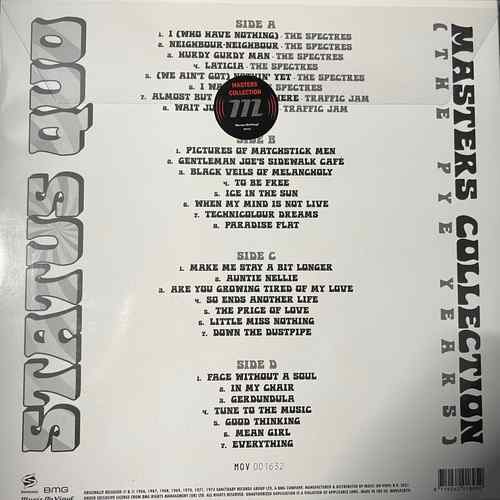 STATUS QUO
MASTERS COLLECTION
(THE PYE YEARS)
SIDE A
1. I (WHO HAVE NOTHING) - THE SPECTRES
2. NEIGHBOUR-NEIGHBOUR - THE SPECTRES
3. HURDY GURDY MAN - THE SPECTRES
4. LATICIA - THE SPECTRES
5. (WE AIN'T GOT) YET - THE SPECTRES
6. I THE SPECTRES
7. ALMOST BUT - TRAFFIC JAM
8. WAIT TRAFFIC JAM
MASTERS
COLLECTION
m
SIDE B
1. PICTURES OF MATCHSTICK MEN
2. GENTLEMAN JOE'S SIDEWALK CAFÉ
3. BLACK VEILS OF MELANCHOLY
4. TO BE FREE
5. ICE IN THE SUN
6. WHEN MY MIND IS NOT LIVE
7. TECHNICOLOUR DREAMS
8. PARADISE FLAT
SIDE C
1. MAKE ME STAY A BIT LONGER
2. AUNTIE NELLIE
3. ARE YOU GROWING TIRED OF MY LOVE
4. SO ENDS ANOTHER LIFE
5. THE PRICE OF LOVE
6. LITTLE MISS NOTHING
7. DOWN THE DUSTPIPE
SIDE D
1. FACE WITHOUT A SOUL
2. IN MY CHAIR
3. GERDUNDULA
4. TUNE TO THE MUSIC
5. GOOD THINKING
6. MEAN GIRL
7. EVERYTHING
MOV 001632
BMG